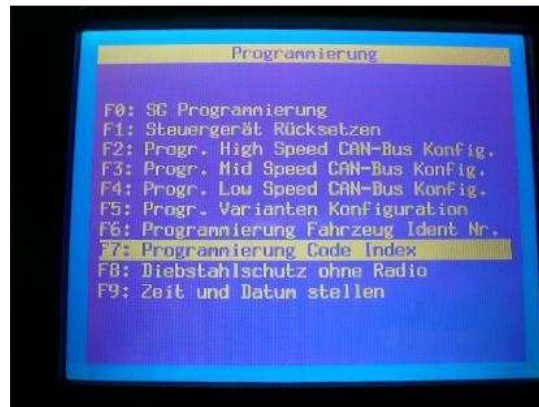 Programmierung
F0: SG Programmierung
F1: Steuergerät Rücksetzen
F2: Progr. High Speed CAN-Bus Konfig.
F3: Progr. Mid Speed CAN-Bus Konfig.
F4: Progr. Low Speed CAN-Bus Konfig.
F5: Progr. Varianten Konfiguration
F6: Programmierung Fahrzeug Ident Nr.
F7: Programmierung Code Index
F8: Diebstahlschutz ohne Radio
F9: Zeit und Datum stellen